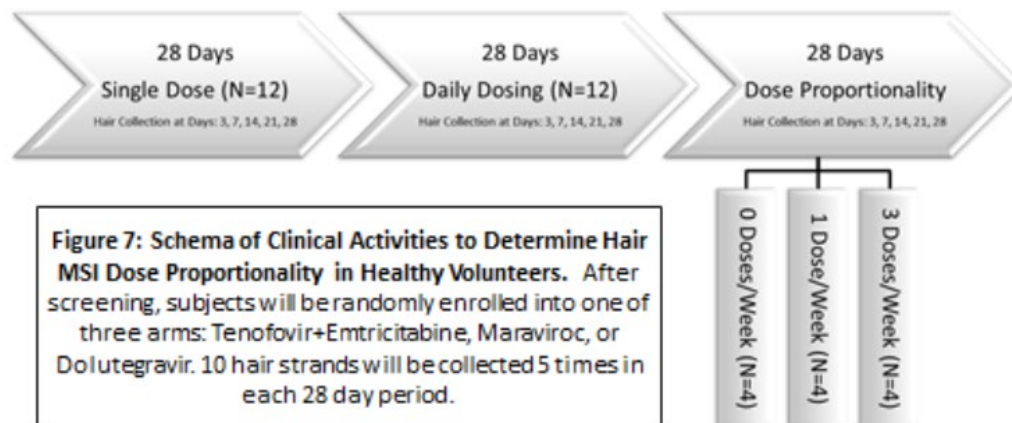 28 Days
Single Dose (N=12)
Hair Collection at Days: 3, 7, 14, 21, 28
28 Days
Daily Dosing (N=12)
Hair Collection at Days: 3, 7, 14, 21, 28
28 Days
Dose Proportionality
Hair Collection at Days: 3, 7, 14, 21, 28
0 Doses/Week (N=4)
1 Dose/Week (N=4)
3 Doses/Week (N=4)
Figure 7: Schema of Clinical Activities to Determine Hair
MSI Dose Proportionality in Healthy Volunteers. After
screening, subjects will be randomly enrolled into one of
three arms: Tenofovir+Emtricitabine, Maraviroc, or
Dolutegravir. 10 hair strands will be collected 5 times in
each 28 day period.